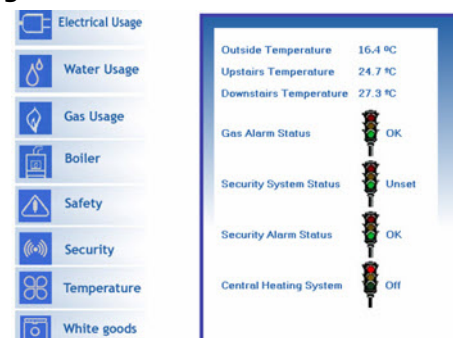 Electrical Usage
Water Usage
Gas Usage
Boiler
Safety
Security
Temperature
White goods
Outside Temperature 16.4 ºC
Upstairs Temperature 24.7 ºC
Downstairs Temperature 27.3 ºC
Gas Alarm Status OK
Security System Status Unset
Security Alarm Status OK
Central Heating System Off